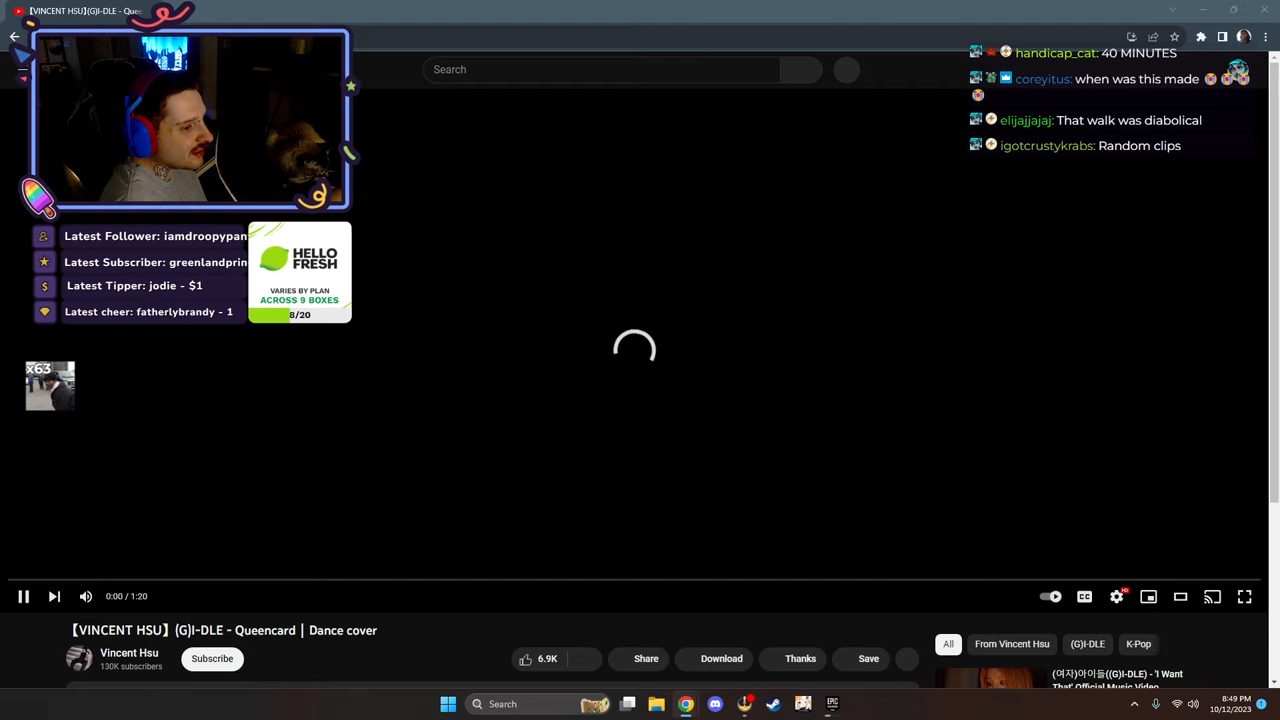 【VINCENT HSU】(G)I-DLE - Quee
Search
handicap_cat: 40 MINUTES
coreyitus: when was this made
elijajjajaj: That walk was diabolical
igotcrustykrabs: Random clips
Latest Follower: iamdroopypan
Latest Subscriber: greenlandprin
Latest Tipper: jodie - $1
Latest cheer: fatherlybrandy - 1
HELLO
FRESH
VARIES BY PLAN
ACROSS 9 BOXES
8/20
x63
0:00 / 1:20
CC
HD
【VINCENT HSU】(G)I-DLE - Queencard | Dance cover
Vincent Hsu
130K subscribers
Subscribe
6.9K
Share
Download
Thanks
Save
All
From Vincent Hsu
(G)I-DLE
K-Pop
(여자)아이들((G)I-DLE) - 'I Want
That' Official Music Video
Search
EPIC
8:49 PM
10/12/2023